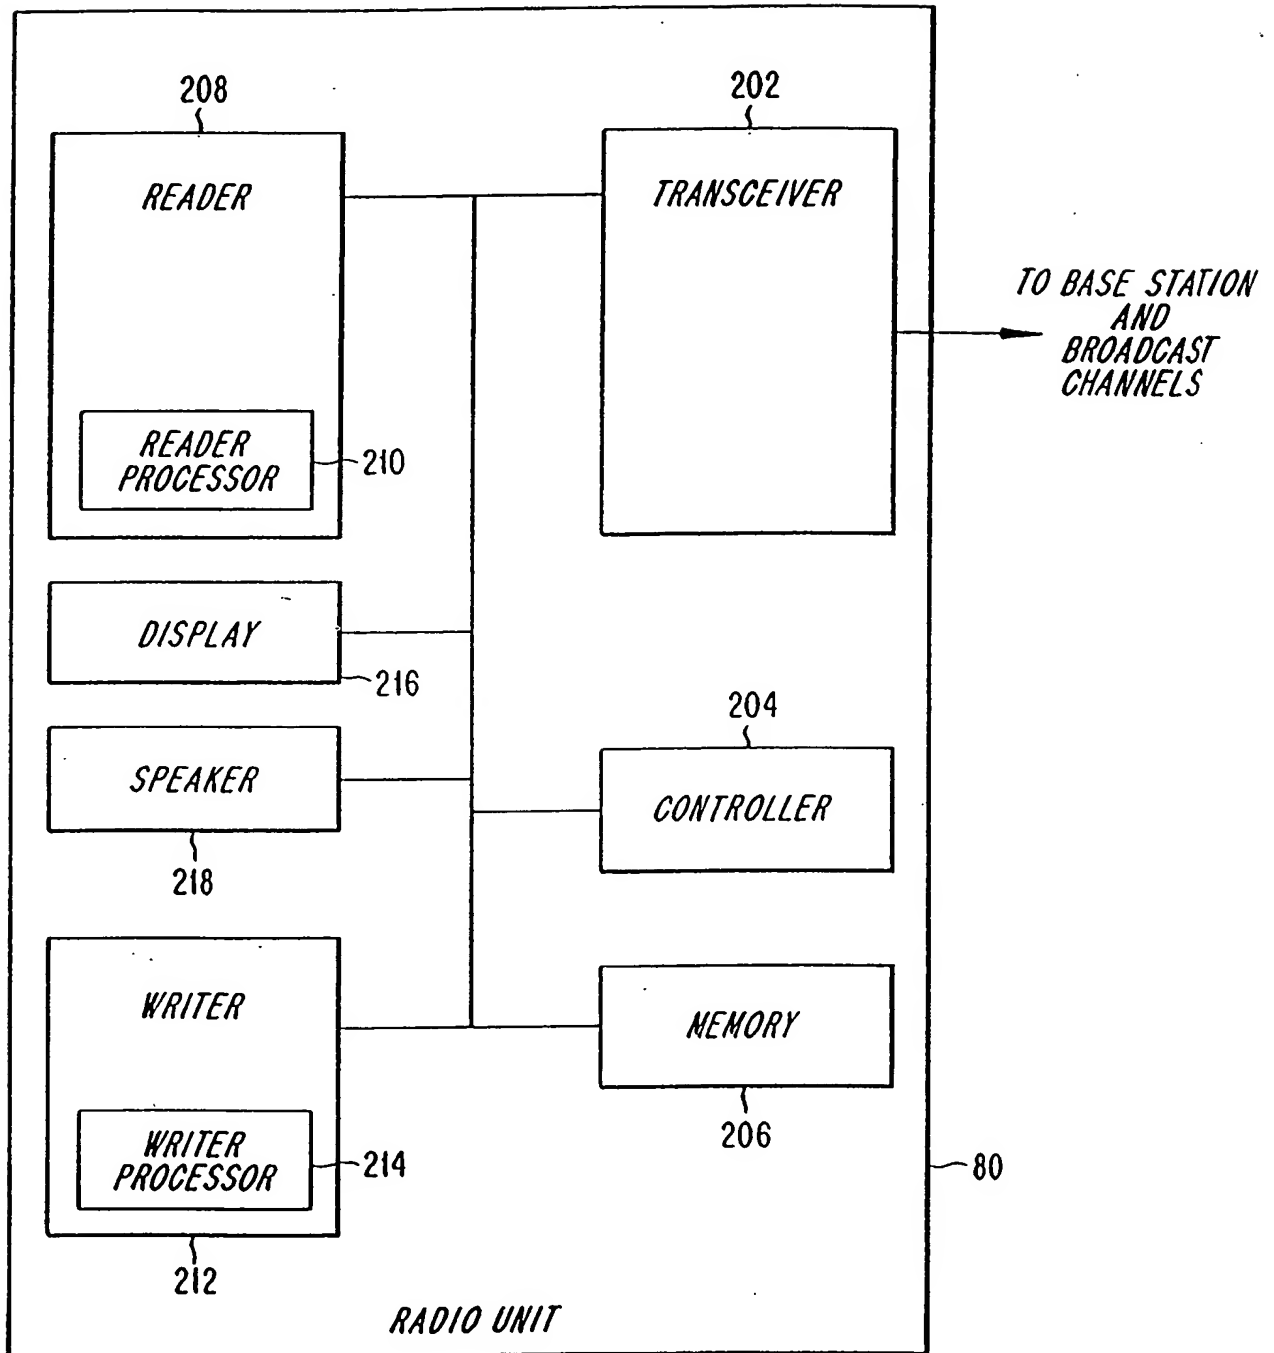 208
202
READER
TRANSCEIVER
TO BASE STATION
AND
BROADCAST
CHANNELS
READER
PROCESSOR
210
DISPLAY
216
204
SPEAKER
CONTROLLER
218
WRITER
MEMORY
206
WRITER
PROCESSOR
214
80
212
RADIO UNIT